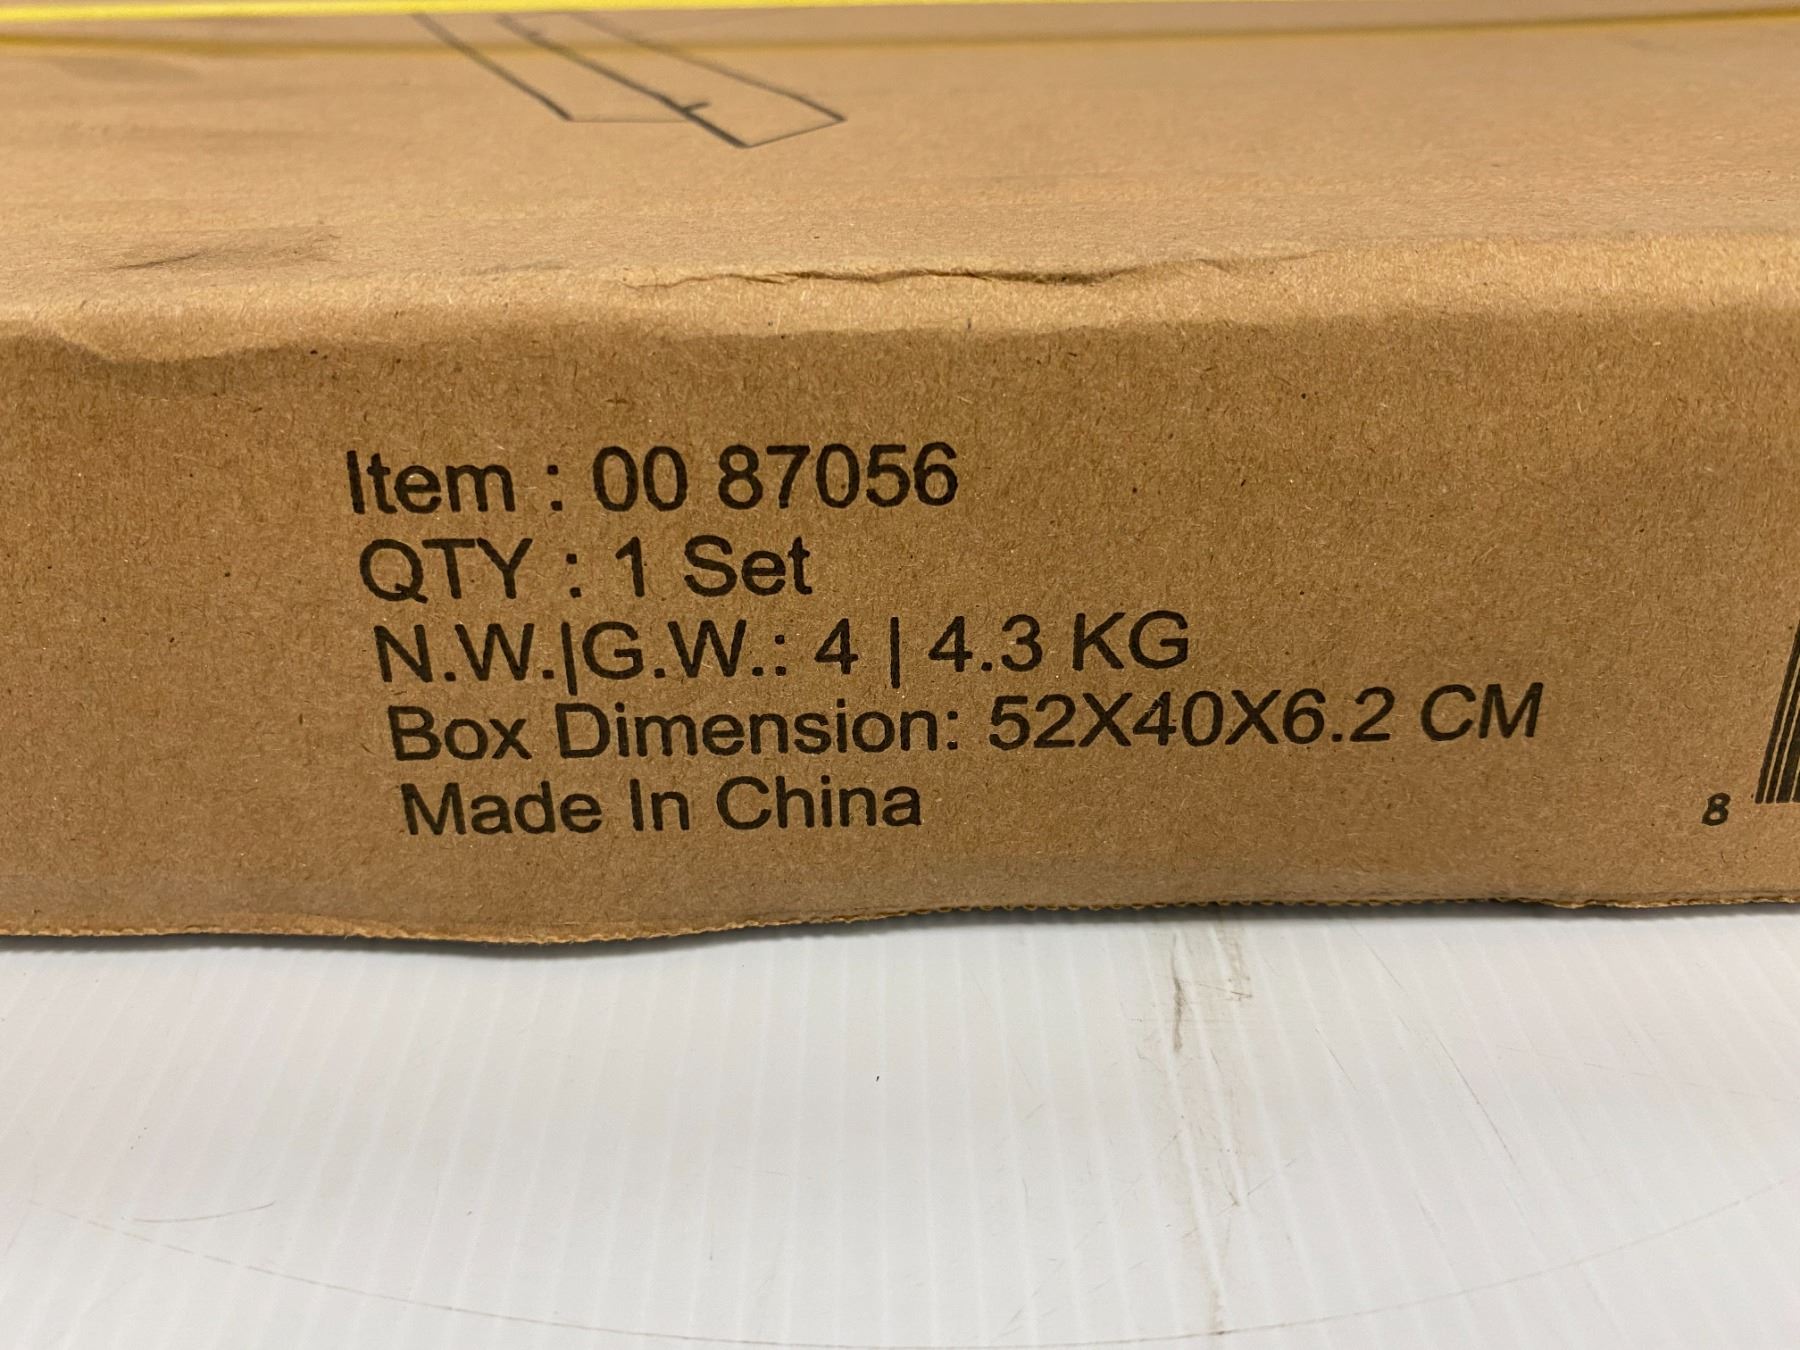 Item : 00 87056
QTY : 1 Set
N.W.|G.W.: 4 | 4.3 KG
Box Dimension: 52X40X6.2 CM
Made In China
8